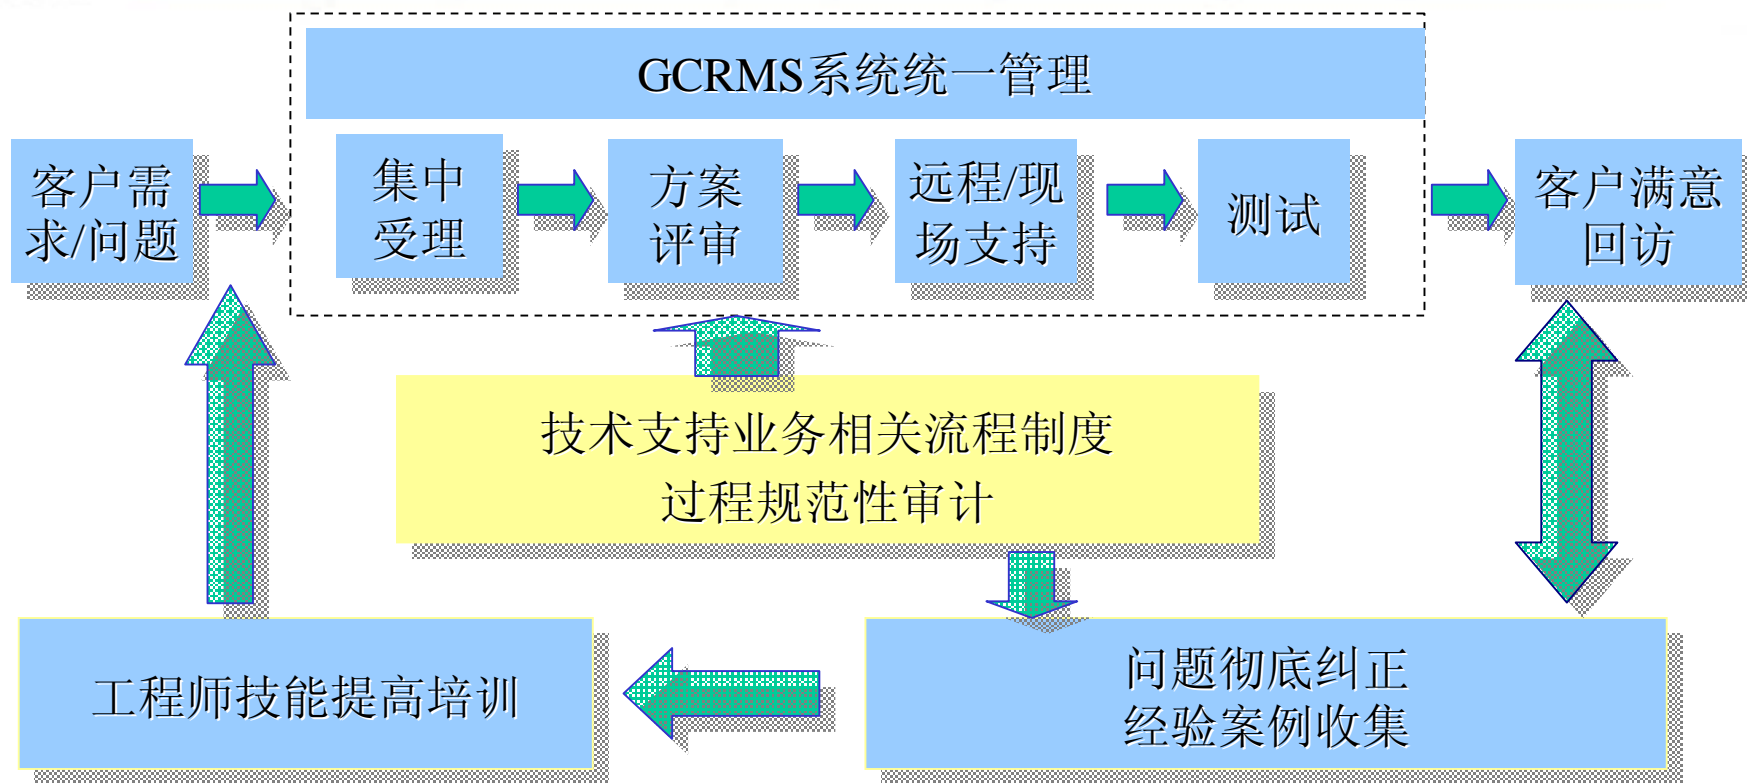 GCRMS系统统一管理
客户需
求/问题
集中
受理
方案
评审
远程/现
场支持
测试
客户满意
回访
技术支持业务相关流程制度
过程规范性审计
工程师技能提高培训
问题彻底纠正
经验案例收集